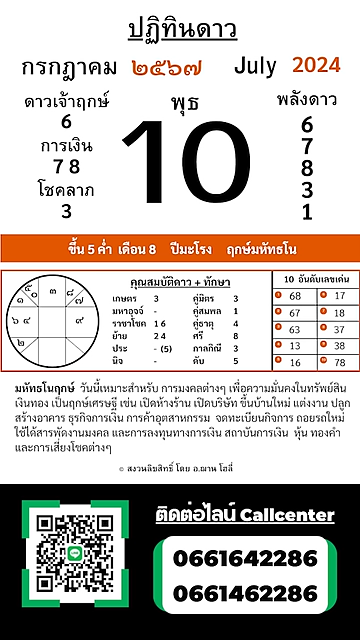 ปฏิทินดาว
กรกฎาคม ๒๕๖๗ July 2024
ดาวเจ้าฤกษ์
6
การเงิน
7 8
โชคลาภ
3
พุธ
10
พลังดาว
6
7
8
3
1
ขึ้น 5 ค่ำ เดือน 8 ปีมะโรง ฤกษ์มหัทธโน
คุณสมบัติดาว + ทักษา
เกษตร 3 คู่มิตร 3
มหาอุจจ์ - คู่สมพล 1
ราชาโชค 1 6 คู่ธาตุ 4
ย้าย 2 4 ศรี 8
ประ - (5) กาลกิณี 3
นิจ - ดับ 5
10 อันดับเลขเด่น
1 68 6 17
2 67 7 18
3 63 8 37
4 13 9 38
5 16 10 78
มหัทธโนฤกษ์ วันนี้เหมาะสำหรับ การมงคลต่างๆ เพื่อความมั่นคงในทรัพย์สิน
เงินทอง เป็นฤกษ์เศรษฐี เช่น เปิดห้างร้าน เปิดบริษัท ขึ้นบ้านใหม่ แต่งงาน ปลูก
สร้างอาคาร ธุรกิจการเงิน การค้าอุตสาหกรรม จดทะเบียนกิจการ ถอยรถใหม่
ใช้ได้สารพัดงานมงคล และการลงทุนทางการเงิน สถาบันการเงิน หุ้น ทองคำ
และการเสี่ยงโชคต่างๆ
© สงวนลิขสิทธิ์ โดย อ.ฌาน โอลี่
ติดต่อไลน์ Callcenter
0661642286
0661462286
LINE